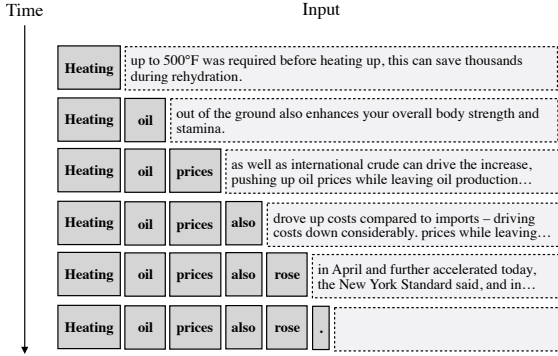 Time Input
Heating up to 500°F was required before heating up, this can save thousands
during rehydration.
Heating oil out of the ground also enhances your overall body strength and
stamina.
Heating oil prices as well as international crude can drive the increase,
pushing up oil prices while leaving oil production…
Heating oil prices also drove up costs compared to imports – driving
costs down considerably. prices while leaving…
Heating oil prices also rose in April and further accelerated today,
the New York Standard said, and in…
Heating oil prices also rose .